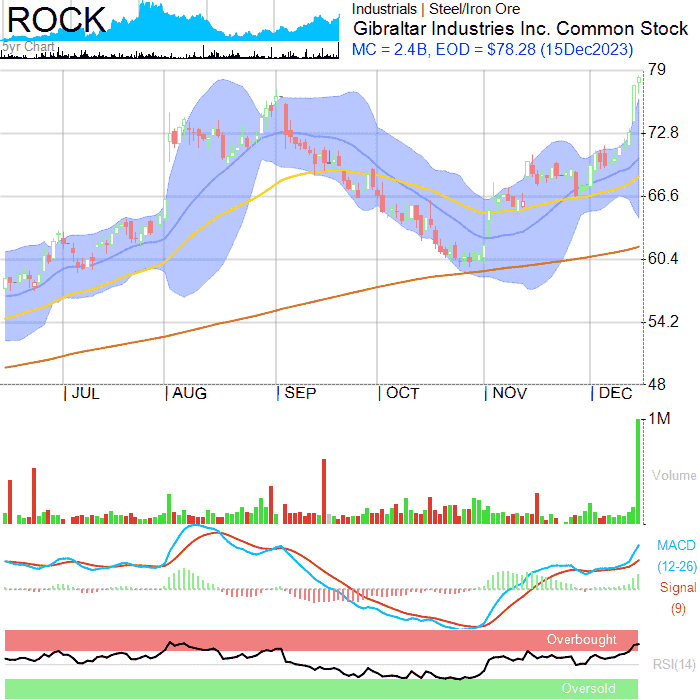 ROCK
5yr Chart
Industrials | Steel/Iron Ore
Gibraltar Industries Inc. Common Stock
MC = 2.4B, EOD = $78.28 (15Dec2023)
79
72.8
66.6
60.4
54.2
48
JUL
AUG
SEP
OCT
NOV
DEC
1M
Volume
MACD
(12-26)
Signal
(9)
Overbought
RSI(14)
Oversold